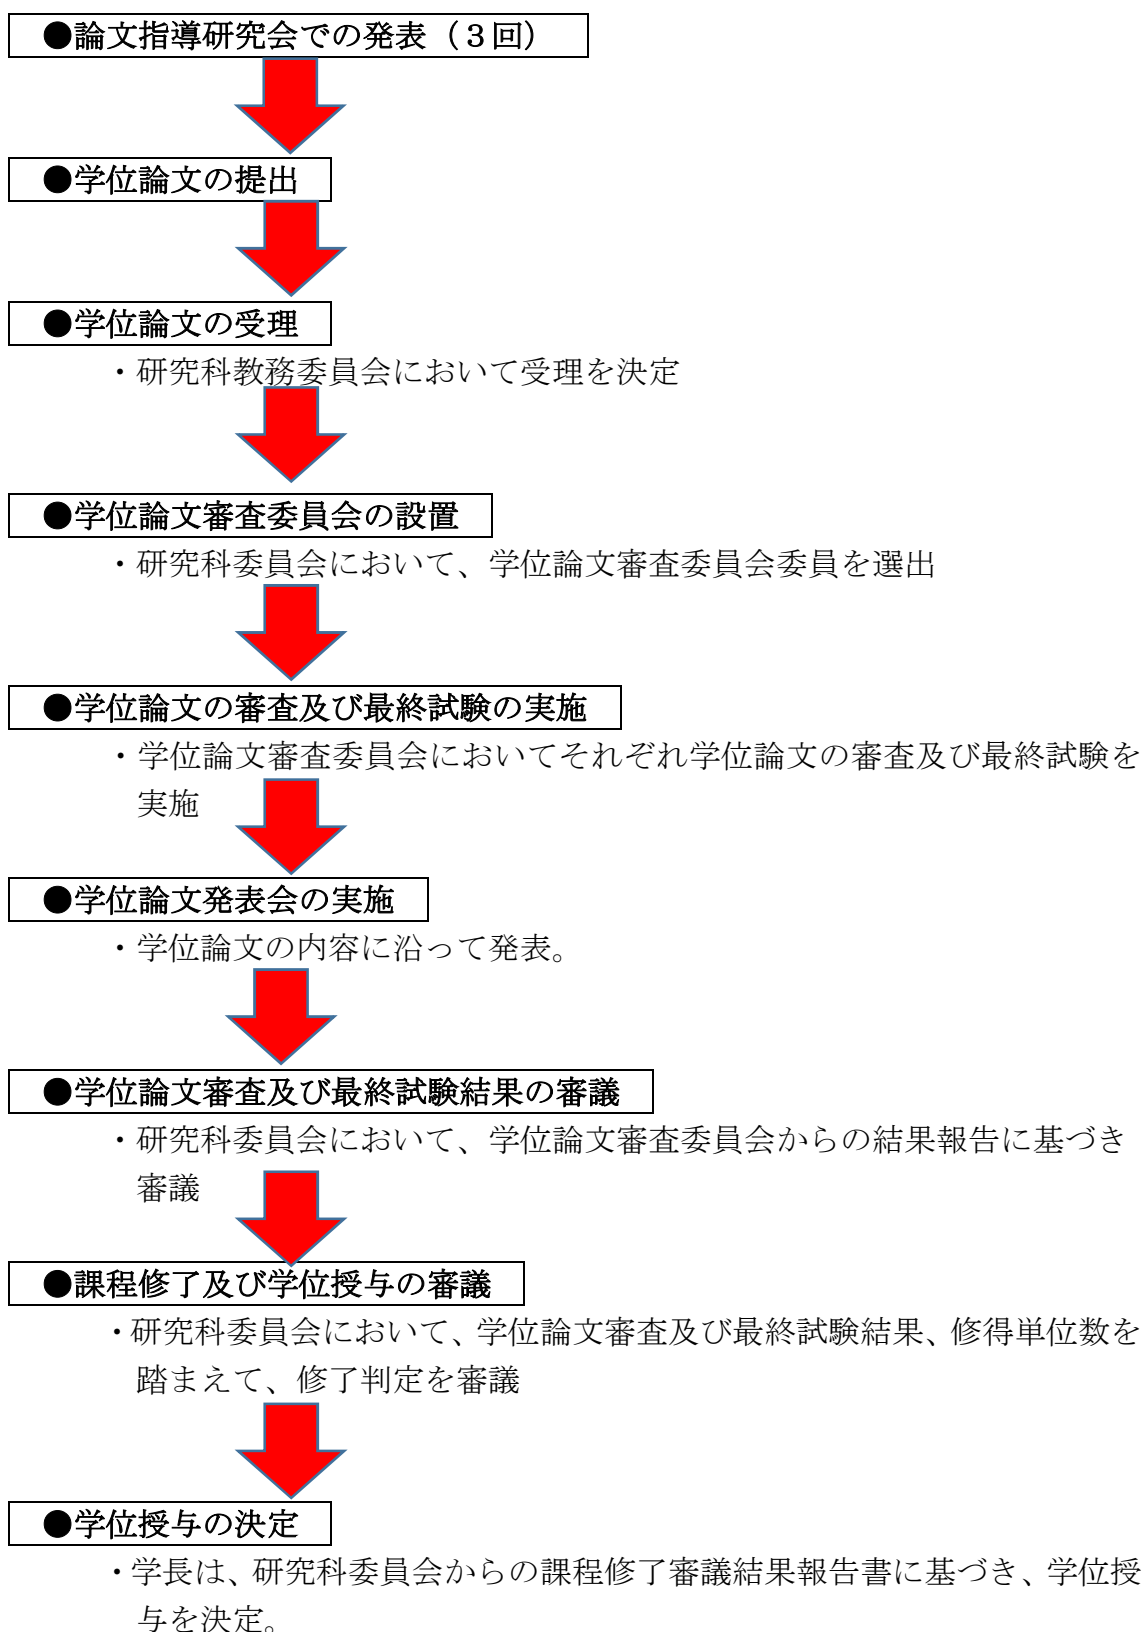 ●論文指導研究会での発表（３回）
●学位論文の提出
●学位論文の受理
・研究科教務委員会において受理を決定
●学位論文審査委員会の設置
・研究科委員会において、学位論文審査委員会委員を選出
●学位論文の審査及び最終試験の実施
・学位論文審査委員会においてそれぞれ学位論文の審査及び最終試験を
実施
●学位論文発表会の実施
・学位論文の内容に沿って発表。
●学位論文審査及び最終試験結果の審議
・研究科委員会において、学位論文審査委員会からの結果報告に基づき
審議
●課程修了及び学位授与の審議
・研究科委員会において、学位論文審査及び最終試験結果、修得単位数を
踏まえて、修了判定を審議
●学位授与の決定
・学長は、研究科委員会からの課程修了審議結果報告書に基づき、学位授
与を決定。